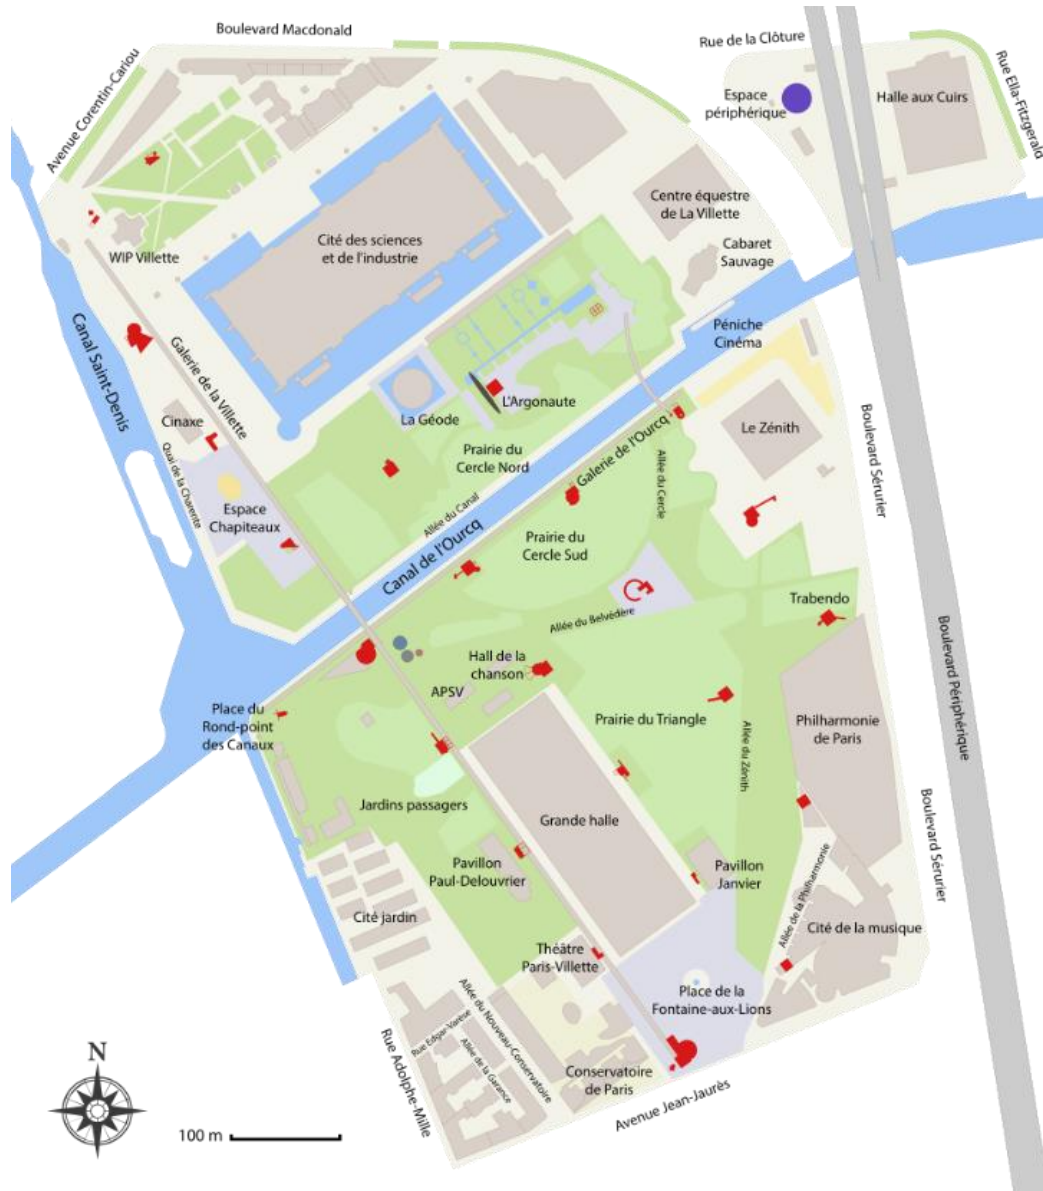 Boulevard Macdonald
Rue de la Clôture
Avenue Corentin-Cariou
Rue Ella-Fitzgerald
Espace
périphérique
Halle aux Cuirs
Centre équestre
de La Villette
Cité des sciences
et de l'industrie
WIP Villette
Cabaret
Sauvage
Canal Saint-Denis
Galerie de la Villette
Péniche
Cinéma
L'Argonaute
La Géode
Cinaxe
Le Zénith
Boulevard Sérurier
Quai de la Charente
Prairie du
Cercle Nord
Galerie de l'Ourcq
Allée du Cercle
Espace
Chapiteaux
Allée du Canal
Canal de l'Ourcq
Prairie du
Cercle Sud
Trabendo
Allée du Belvédère
Boulevard Périphérique
Hall de la
chanson
APSV
Place du
Rond-point
des Canaux
Prairie du Triangle
Allée du Zénith
Philharmonie
de Paris
Jardins passagers
Grande halle
Boulevard Sérurier
Pavillon
Paul-Delouvrier
Pavillon
Janvier
Allée de la Philharmonie
Cité jardin
Cité de la musique
Théâtre
Paris-Villette
Place de la
Fontaine-aux-Lions
Allée du Nouveau-Conservatoire
Rue Edgar-Varèse
Allée de la Garance
Rue Adolphe-Mille
Conservatoire
de Paris
Avenue Jean-Jaurès
N
100 m